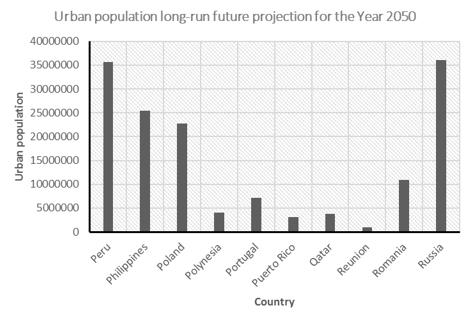 Urban population long-run future projection for the Year 2050
40000000
35000000
30000000
25000000
20000000
15000000
10000000
5000000
0
Urban population
Peru
Philippines
Poland
Polynesia
Portugal
Puerto Rico
Qatar
Reunion
Romania
Russia
Country